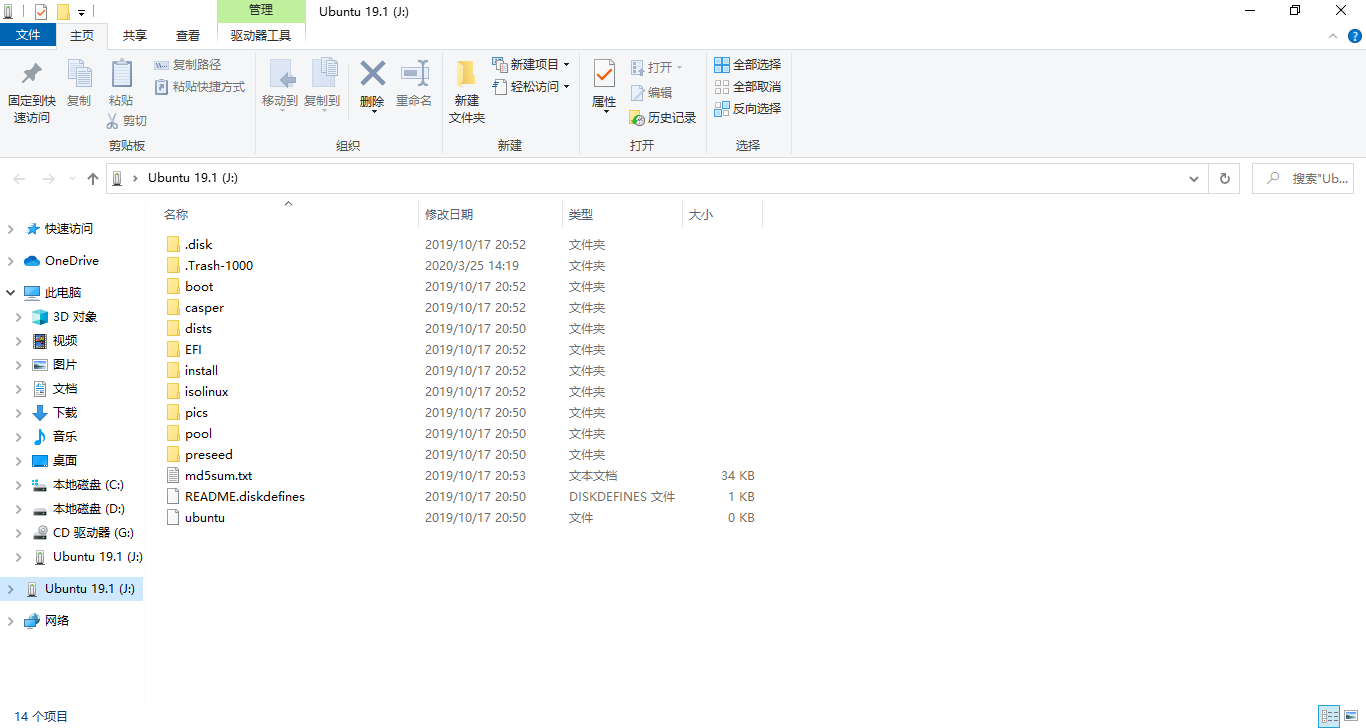 管理
Ubuntu 19.1 (J:)
文件 主页 共享 查看 驱动器工具
固定到快速访问
复制
粘贴
复制路径
粘贴快捷方式
剪切
剪贴板
移动到
复制到
删除
重命名
组织
新建文件夹
新建项目
轻松访问
新建
属性
打开
编辑
历史记录
打开
全部选择
全部取消
反向选择
选择
Ubuntu 19.1 (J:)
搜索"Ub...
快速访问
OneDrive
此电脑
3D 对象
视频
图片
文档
下载
音乐
桌面
本地磁盘 (C:)
本地磁盘 (D:)
CD 驱动器 (G:)
Ubuntu 19.1 (J:)
Ubuntu 19.1 (J:)
网络
名称 修改日期 类型 大小
.disk 2019/10/17 20:52 文件夹
.Trash-1000 2020/3/25 14:19 文件夹
boot 2019/10/17 20:52 文件夹
casper 2019/10/17 20:52 文件夹
dists 2019/10/17 20:50 文件夹
EFI 2019/10/17 20:52 文件夹
install 2019/10/17 20:52 文件夹
isolinux 2019/10/17 20:52 文件夹
pics 2019/10/17 20:50 文件夹
pool 2019/10/17 20:50 文件夹
preseed 2019/10/17 20:50 文件夹
md5sum.txt 2019/10/17 20:53 文本文档 34 KB
README.diskdefines 2019/10/17 20:50 DISKDEFINES 文件 1 KB
ubuntu 2019/10/17 20:50 文件 0 KB
14 个项目